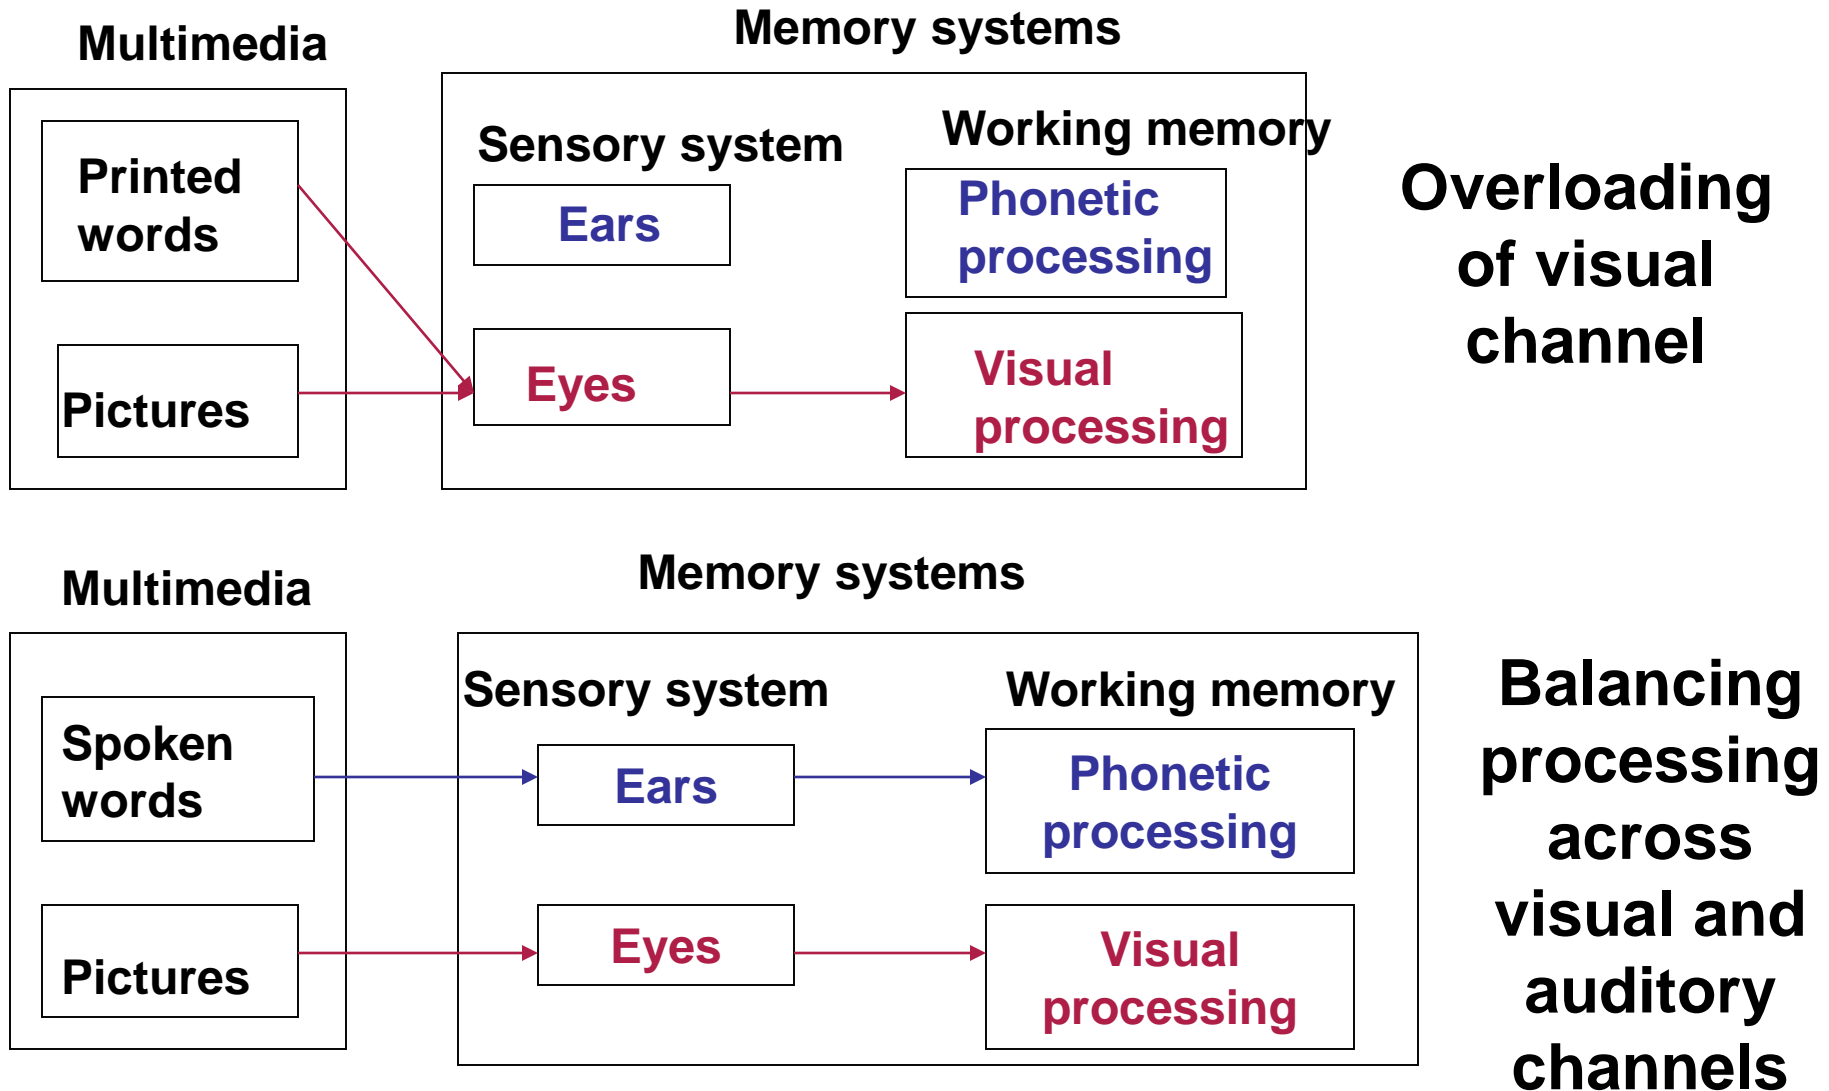 Multimedia
Memory systems
Printed
words
Pictures
Sensory system
Working memory
Ears
Phonetic
processing
Eyes
Visual
processing
Overloading
of visual
channel
Multimedia
Memory systems
Spoken
words
Pictures
Sensory system
Working memory
Ears
Phonetic
processing
Eyes
Visual
processing
Balancing
processing
across
visual and
auditory
channels